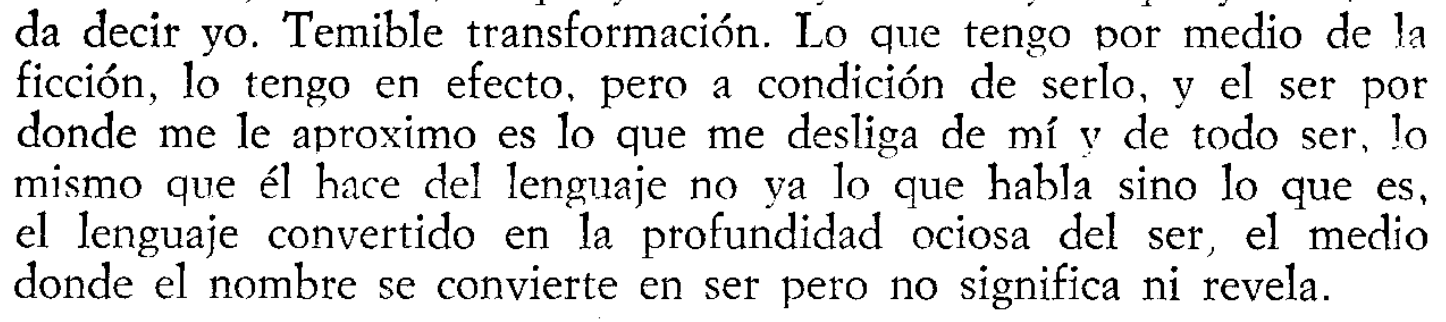 da decir yo. Temible transformación. Lo que tengo por medio de la
ficción, lo tengo en efecto, pero a condición de serlo, y el ser por
donde me le aproximo es lo que me desliga de mí y de todo ser, lo
mismo que él hace del lenguaje no ya lo que habla sino lo que es,
el lenguaje convertido en la profundidad ociosa del ser, el medio
donde el nombre se convierte en ser pero no significa ni revela.